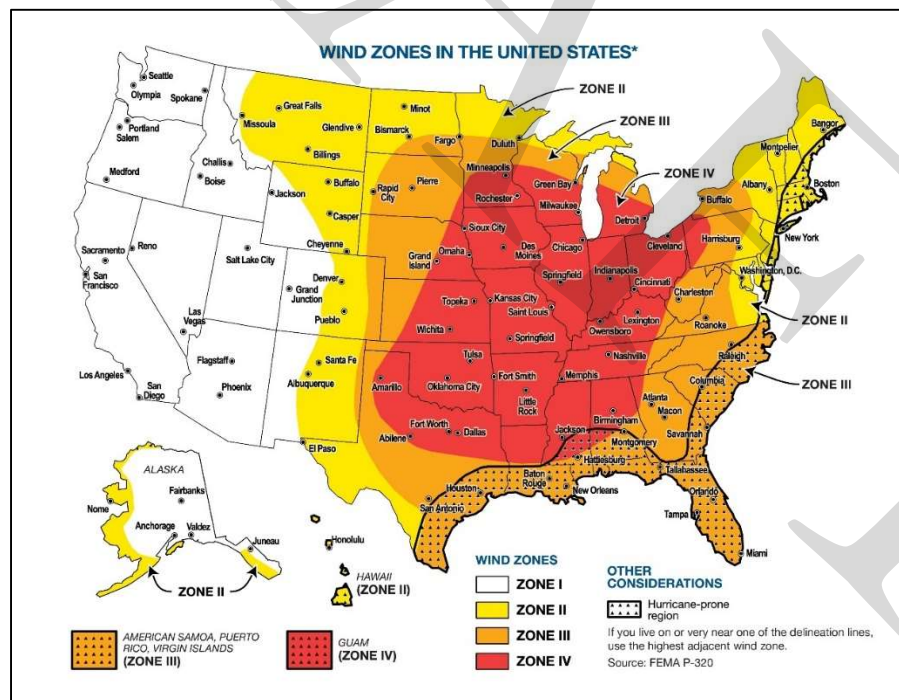 WIND ZONES IN THE UNITED STATES*
ZONE II
ZONE III
ZONE IV
Seattle
Olympia
Spokane
Portland
Salem
Medford
Challis
Boise
Missoula
Great Falls
Glendive
Billings
Minot
Bismarck
Fargo
Duluth
Bangor
Montpelier
Minneapolis
Green Bay
Albany
Boston
Jackson
Buffalo
Casper
Cheyenne
Rapid City
Pierre
Rochester
Milwaukee
Detroit
Buffalo
New York
Sioux City
Des Moines
Chicago
Cleveland
Harrisburg
Sacramento
San Francisco
Reno
Salt Lake City
Grand Junction
Denver
Pueblo
Grand Island
Omaha
Springfield
Indianapolis
Cincinnati
Washington, D.C.
Charleston
Las Vegas
Topeka
Kansas City
Saint Louis
Lexington
Owensboro
Roanoke
ZONE II
Wichita
Springfield
Nashville
Raleigh
Los Angeles
San Diego
Flagstaff
Phoenix
Santa Fe
Albuquerque
Amarillo
Tulsa
Oklahoma City
Fort Smith
Memphis
Columbia
ZONE III
Little Rock
Atlanta
Macon
Birmingham
Fort Worth
Dallas
Abilene
Jackson
Montgomery
Savannah
El Paso
Hattiesburg
Tallahassee
Baton Rouge
Houston
New Orleans
Orlando
San Antonio
Tampa
Miami
ALASKA
Fairbanks
Nome
Anchorage
Valdez
Juneau
ZONE II
Honolulu
HAWAII
(ZONE II)
AMERICAN SAMOA, PUERTO
RICO, VIRGIN ISLANDS
(ZONE III)
GUAM
(ZONE IV)
WIND ZONES
ZONE I
ZONE II
ZONE III
ZONE IV
OTHER
CONSIDERATIONS
Hurricane-prone
region
If you live on or very near one of the delineation lines,
use the highest adjacent wind zone.
Source: FEMA P-320